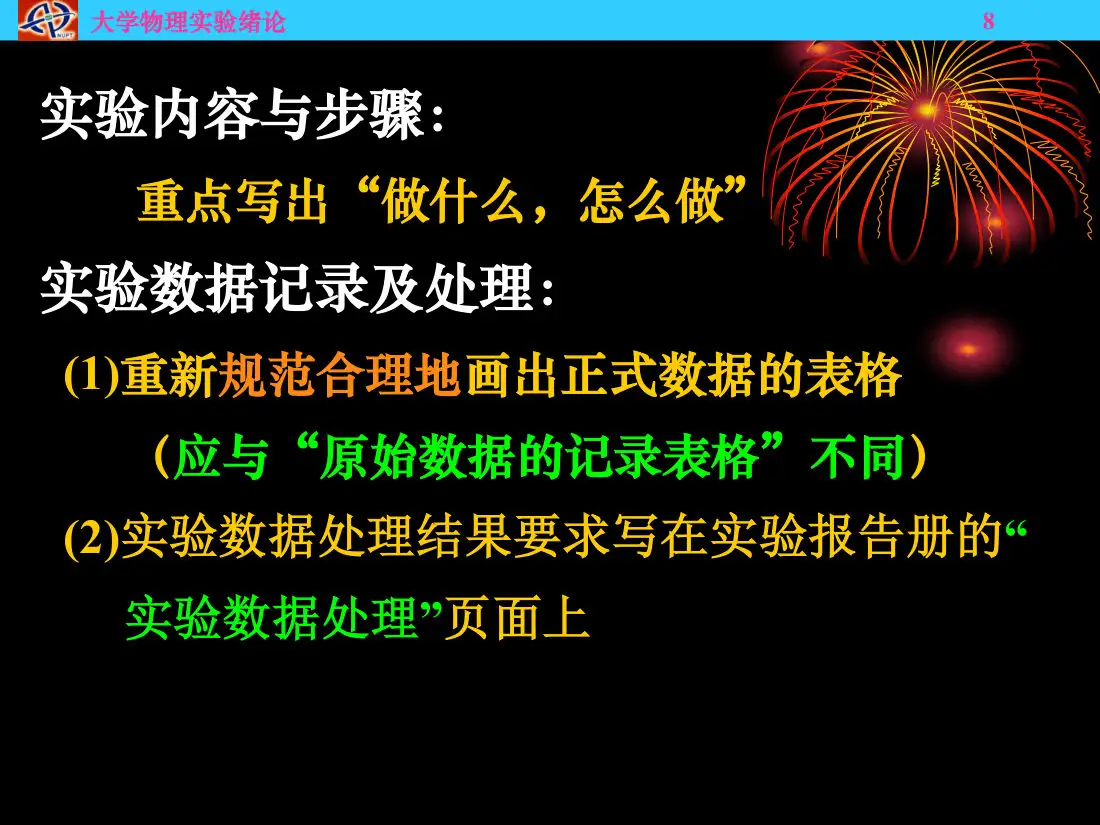 NUPT
大学物理实验绪论
8
实验内容与步骤:
重点写出“做什么，怎么做”
实验数据记录及处理:
(1)重新规范合理地画出正式数据的表格
（应与“原始数据的记录表格”不同）
(2)实验数据处理结果要求写在实验报告册的“
实验数据处理”页面上